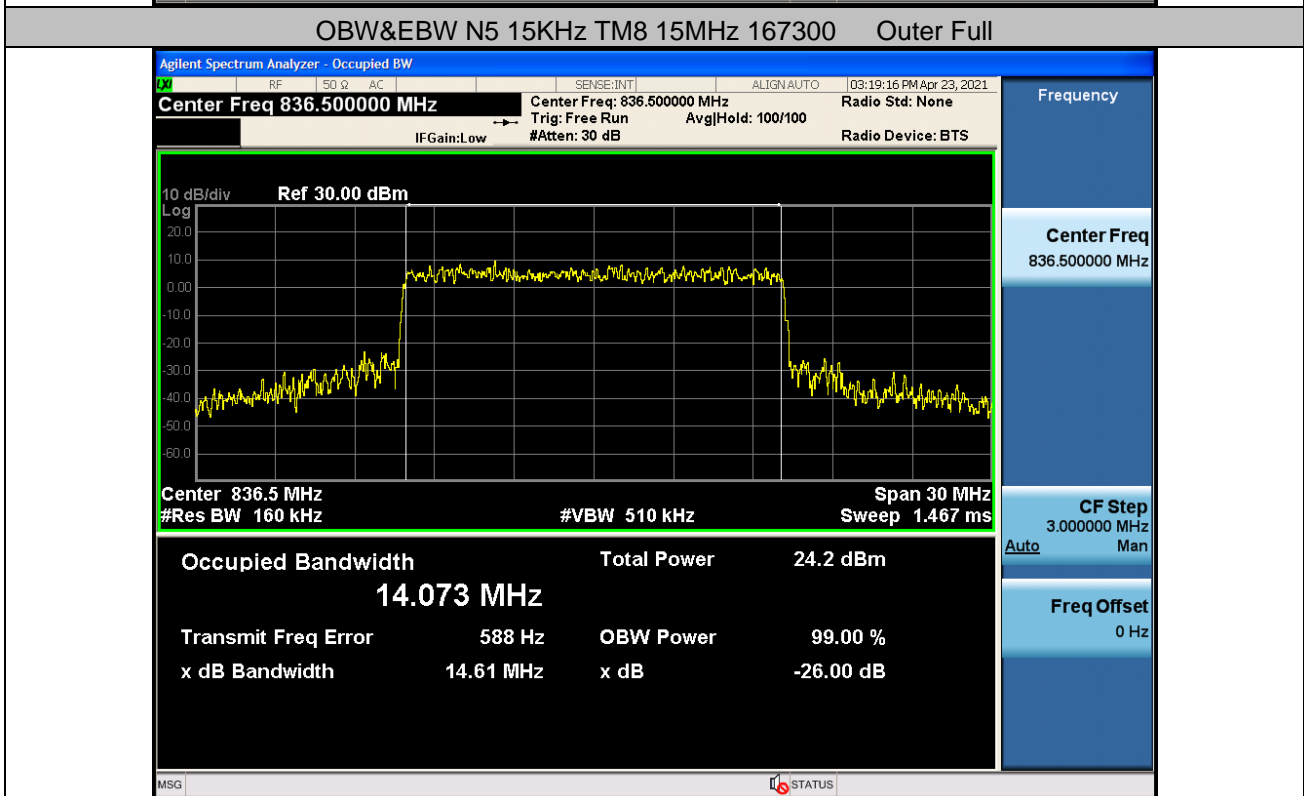 OBW&EBW N5 15KHz TM8 15MHz 167300 Outer Full
Agilent Spectrum Analyzer - Occupied BW
LXI RF 50 Ω AC SENSE:INT ALIGN AUTO 03:19:16 PM Apr 23, 2021
Center Freq 836.500000 MHz
Center Freq: 836.500000 MHz
Radio Std: None
Trig: Free Run Avg|Hold: 100/100
IFGain:Low
#Atten: 30 dB
Radio Device: BTS
Frequency
10 dB/div Ref 30.00 dBm
Log
20.0
10.0
0.00
-10.0
-20.0
-30.0
-40.0
-50.0
-60.0
Center 836.5 MHz Span 30 MHz
#Res BW 160 kHz #VBW 510 kHz Sweep 1.467 ms
Center Freq
836.500000 MHz
CF Step
3.000000 MHz
Auto Man
Freq Offset
0 Hz
Occupied Bandwidth Total Power 24.2 dBm
14.073 MHz
Transmit Freq Error 588 Hz OBW Power 99.00 %
x dB Bandwidth 14.61 MHz x dB -26.00 dB
MSG STATUS